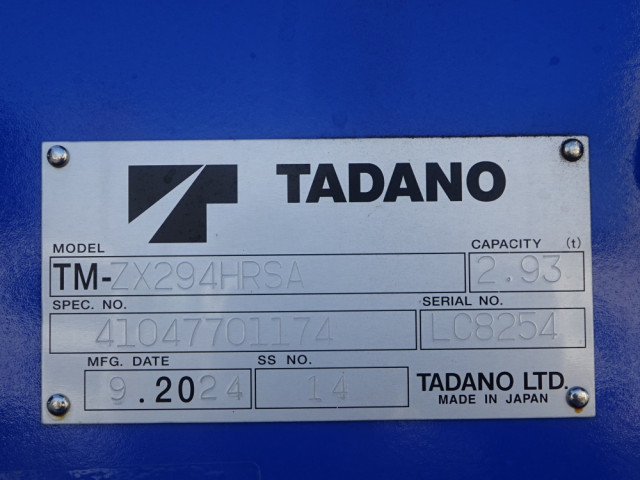 TADANO
MODEL CAPACITY (t)
TM-ZX294HRSA 2.93
SPEC. NO. SERIAL NO.
41047701174 LC8254
MFG. DATE SS NO.
9.2024 14 TADANO LTD.
MADE IN JAPAN